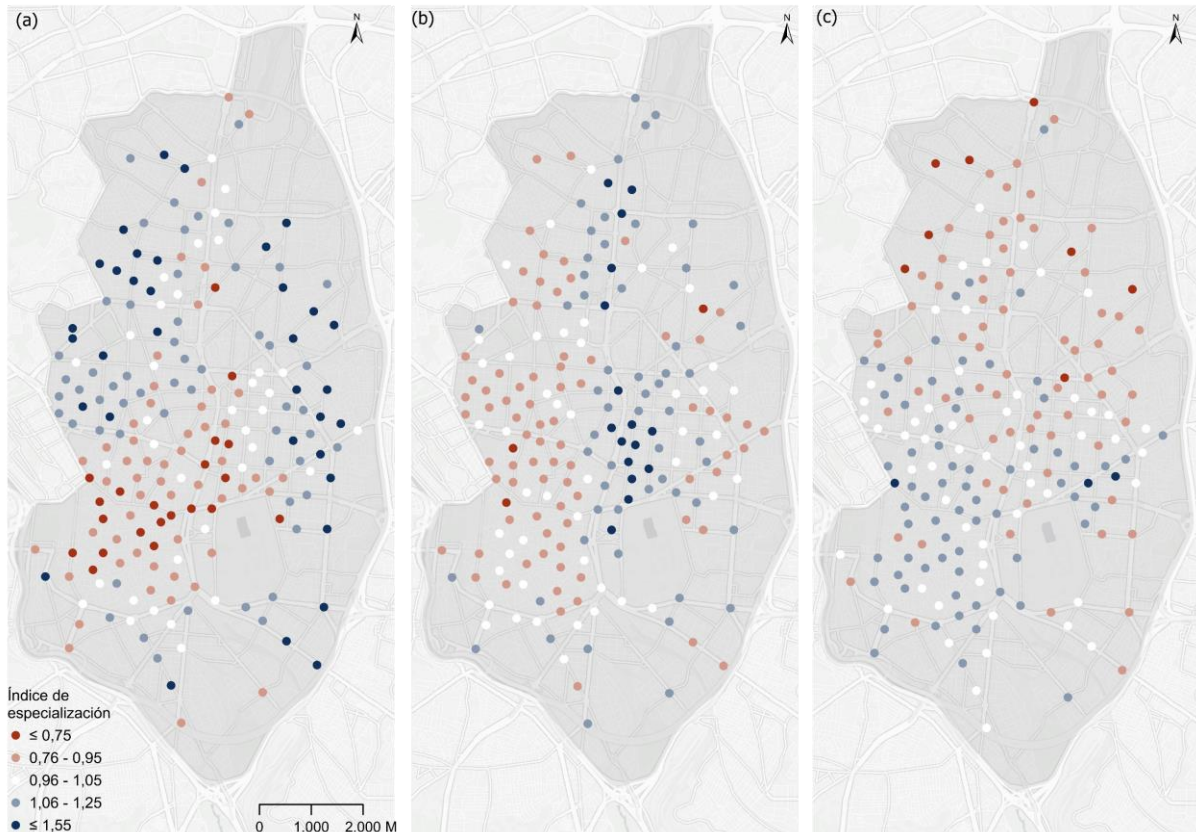 (a)
N
(b)
N
(c)
N
Índice de
especialización
≤ 0,75
0,76 - 0,95
0,96 - 1,05
1,06 - 1,25
≤ 1,55
0 1.000 2.000 M